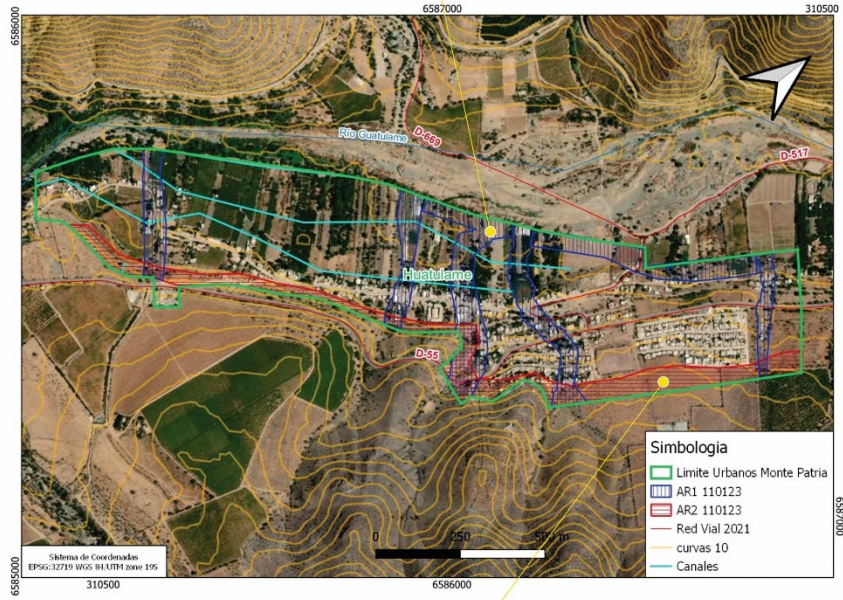 6587000
310500
6586000
Río Guatulame
D-669
D-517
Huatulame
D-55
Simbologia
Limite Urbanos Monte Patria
AR1 110123
AR2 110123
Red Vial 2021
curvas 10
Canales
0 250 500 m
Sistema de Coordenadas
EPSG:32719 WGS 84/UTM zone 19S
6585000
310500
6586000
6587000